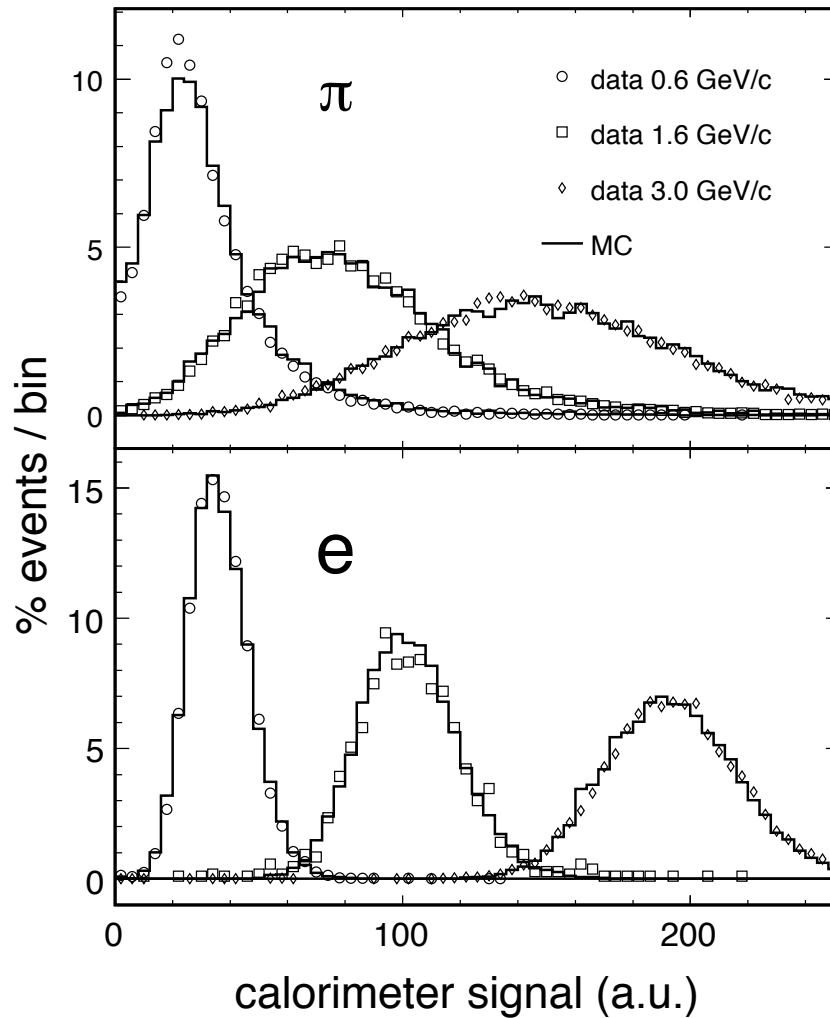 10
5
0
π
data 0.6 GeV/c
data 1.6 GeV/c
data 3.0 GeV/c
MC
% events / bin
15
10
5
0
e
0 100 200
calorimeter signal (a.u.)